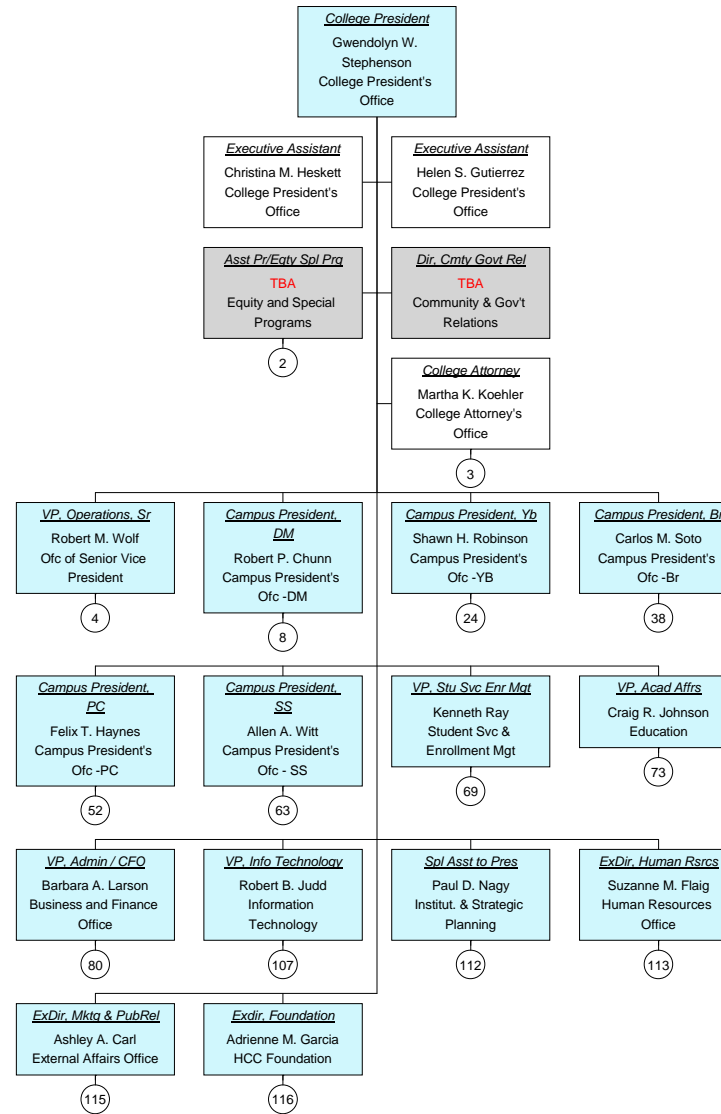 College President
Gwendolyn W.
Stephenson
College President's
Office
Executive Assistant
Christina M. Heskett
College President's
Office
Executive Assistant
Helen S. Gutierrez
College President's
Office
Asst Pr/Eqty Spl Prg
TBA
Equity and Special
Programs
2
Dir, Cmty Govt Rel
TBA
Community & Gov't
Relations
College Attorney
Martha K. Koehler
College Attorney's
Office
3
VP, Operations, Sr
Robert M. Wolf
Ofc of Senior Vice
President
4
Campus President,
DM
Robert P. Chunn
Campus President's
Ofc -DM
8
Campus President, Yb
Shawn H. Robinson
Campus President's
Ofc -YB
24
Campus President, Br
Carlos M. Soto
Campus President's
Ofc -Br
38
Campus President,
PC
Felix T. Haynes
Campus President's
Ofc -PC
52
Campus President,
SS
Allen A. Witt
Campus President's
Ofc - SS
63
VP, Stu Svc Enr Mgt
Kenneth Ray
Student Svc &
Enrollment Mgt
69
VP, Acad Affrs
Craig R. Johnson
Education
73
VP, Admin / CFO
Barbara A. Larson
Business and Finance
Office
80
VP, Info Technology
Robert B. Judd
Information
Technology
107
Spl Asst to Pres
Paul D. Nagy
Institut. & Strategic
Planning
112
ExDir, Human Rsrcs
Suzanne M. Flaig
Human Resources
Office
113
ExDir, Mktg & PubRel
Ashley A. Carl
External Affairs Office
115
Exdir, Foundation
Adrienne M. Garcia
HCC Foundation
116